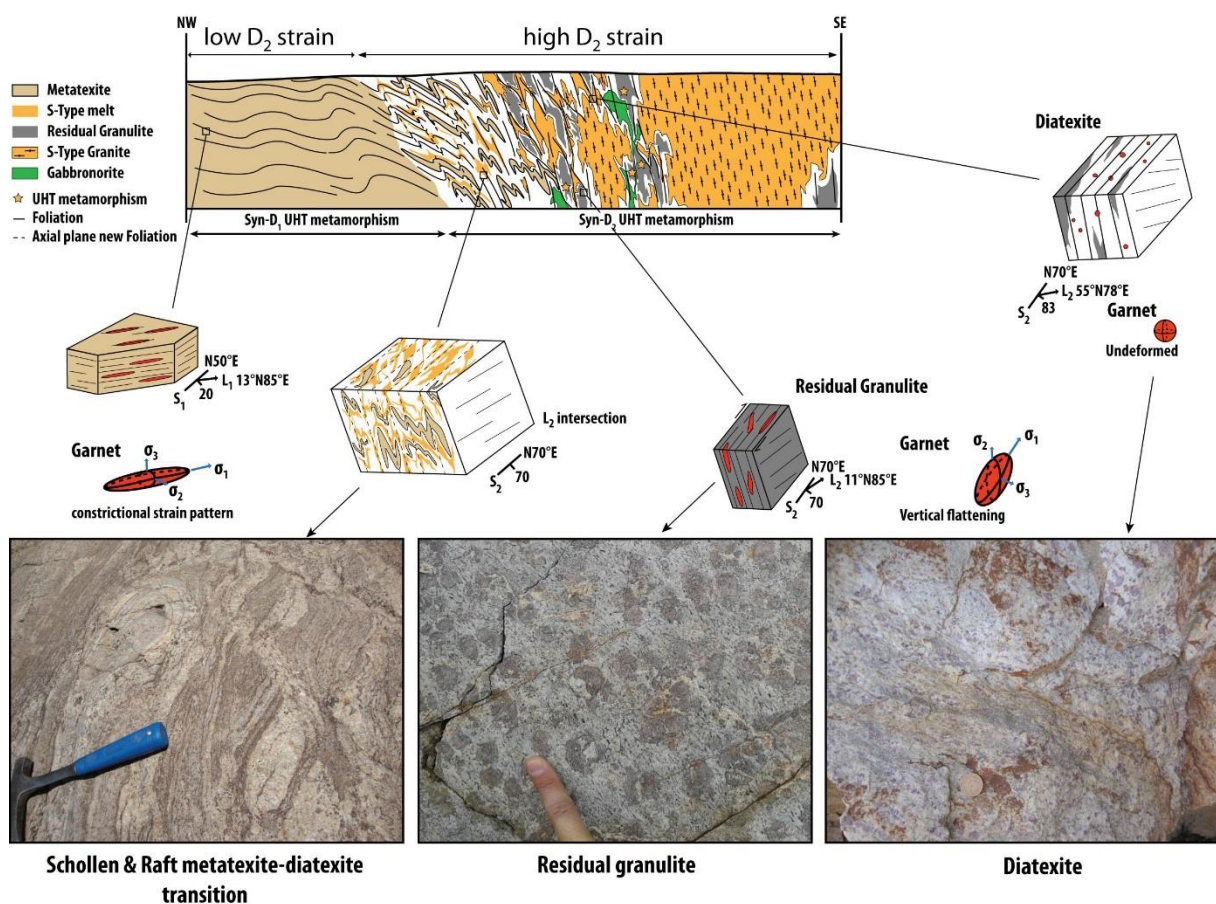 NW
SE
low D₂ strain
high D₂ strain
Metatexite
S-Type melt
Residual Granulite
S-Type Granite
Gabbronorite
UHT metamorphism
Foliation
Axial plane new Foliation
Syn-D₁ UHT metamorphism
Syn-D₂ UHT metamorphism
Diatexite
N70°E
L₂ 55°N78°E
S₂ 83
Garnet
Undeformed
N50°E
L₁ 13°N85°E
S₁ 20
Garnet
σ₃
σ₁
σ₂
constrictional strain pattern
L₂ intersection
N70°E
S₂ 70
Residual Granulite
N70°E
L₂ 11°N85°E
S₂ 70
Garnet
σ₂
σ₁
σ₃
Vertical flattening
Schollen & Raft metatexite-diatexite
transition
Residual granulite
Diatexite